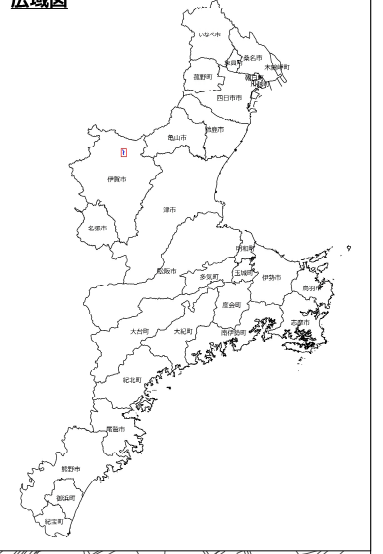 広域図
いなべ市
桑名市
東員町
木曽岬町
菰野町
朝日町
川越町
四日市市
鈴鹿市
亀山市
伊賀市
津市
名張市
明和町
松阪市
多気町
玉城町
伊勢市
鳥羽市
度会町
志摩市
大台町
大紀町
南伊勢町
紀北町
尾鷲市
熊野市
御浜町
紀宝町